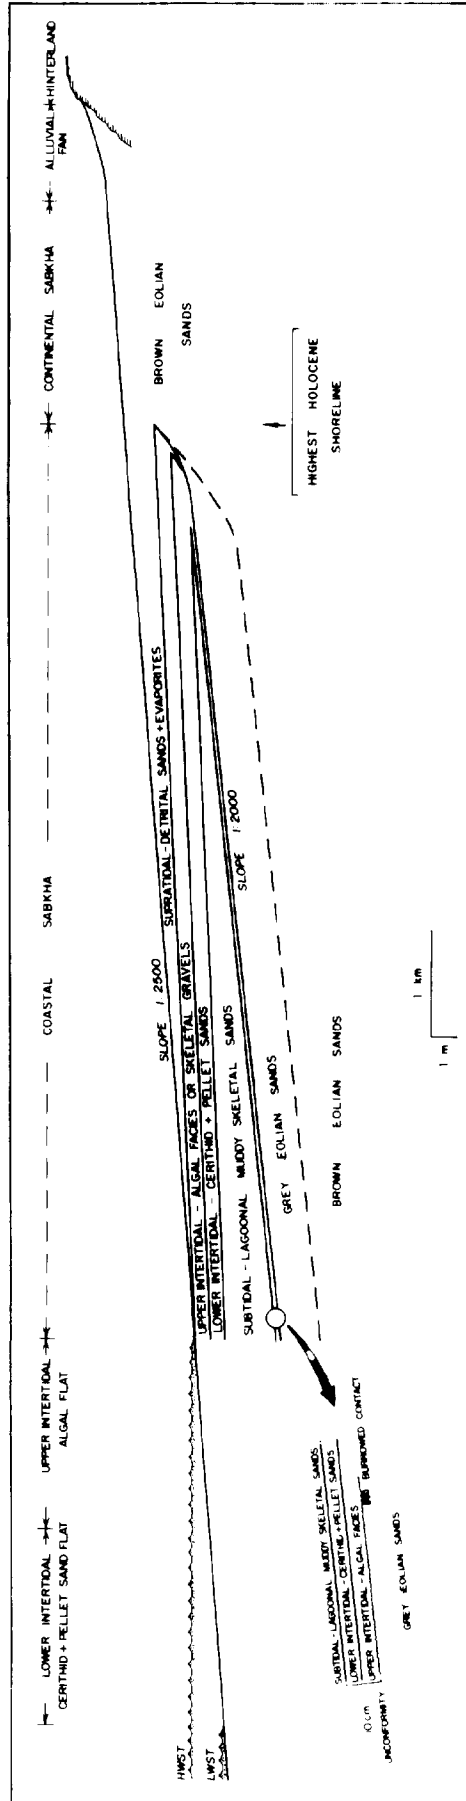 LOWER INTERTIDAL
CERITHID + PELLET SAND FLAT
UPPER INTERTIDAL
ALGAL FLAT
COASTAL SABKHA
CONTINENTAL SABKHA
ALLUVIAL
FAN
HINTERLAND
HWST
LWST
SLOPE 1:2500
SUPRATIDAL - DETRITAL SANDS + EVAPORITES
UPPER INTERTIDAL - ALGAL FACIES OR SKELETAL GRAVELS
LOWER INTERTIDAL - CERITHID + PELLET SANDS
SUBTIDAL - LAGOONAL MUDDY SKELETAL SANDS
SLOPE 1:2000
GREY EOLIAN SANDS
BROWN EOLIAN SANDS
BROWN EOLIAN
SANDS
HIGHEST HOLOCENE
SHORELINE
1 m
1 km
SUBTIDAL - LAGOONAL MUDDY SKELETAL SANDS
LOWER INTERTIDAL - CERITHID + PELLET SANDS
UPPER INTERTIDAL - ALGAL FACIES
BURROWED CONTACT
10 cm
UNCONFORMITY
GREY EOLIAN SANDS